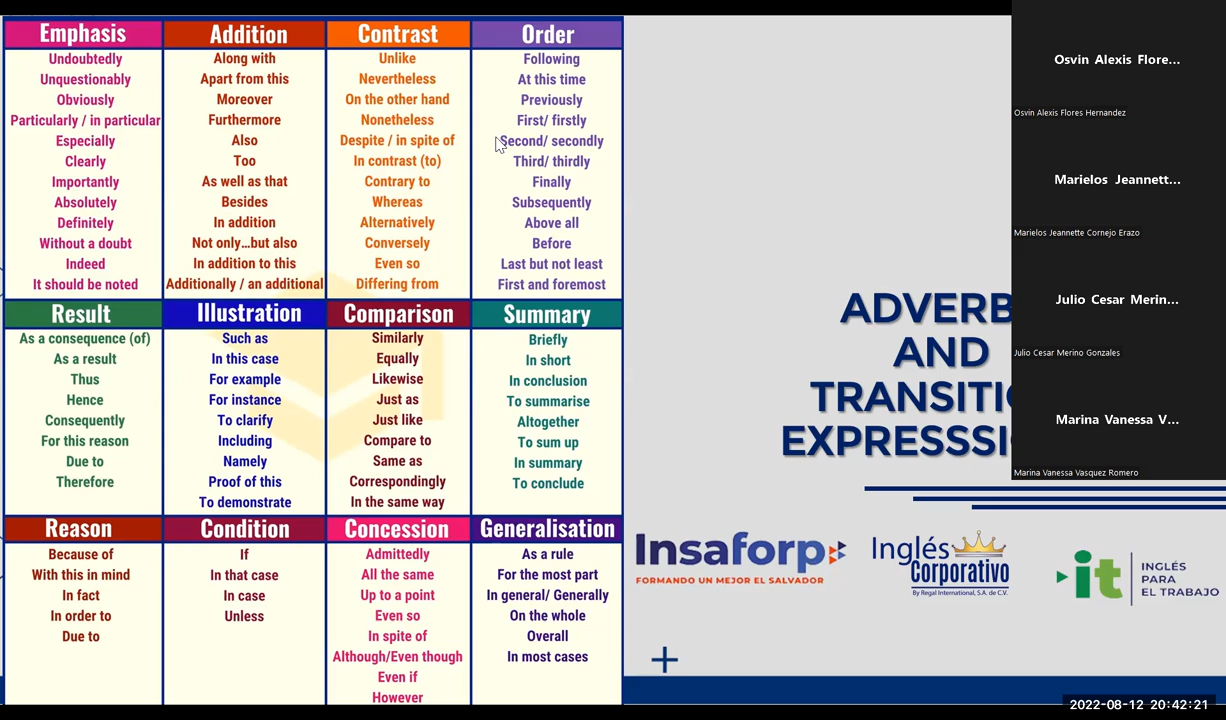 Emphasis
Undoubtedly
Unquestionably
Obviously
Particularly / in particular
Especially
Clearly
Importantly
Absolutely
Definitely
Without a doubt
Indeed
It should be noted
Addition
Along with
Apart from this
Moreover
Furthermore
Also
Too
As well as that
Besides
In addition
Not only...but also
In addition to this
Additionally / an additional
Contrast
Unlike
Nevertheless
On the other hand
Nonetheless
Despite / in spite of
In contrast (to)
Contrary to
Whereas
Alternatively
Conversely
Even so
Differing from
Order
Following
At this time
Previously
First/ firstly
Second/ secondly
Third/ thirdly
Finally
Subsequently
Above all
Before
Last but not least
First and foremost
Result
As a consequence (of)
As a result
Thus
Hence
Consequently
For this reason
Due to
Therefore
Illustration
Such as
In this case
For example
For instance
To clarify
Including
Namely
Proof of this
To demonstrate
Comparison
Similarly
Equally
Likewise
Just as
Just like
Compare to
Same as
Correspondingly
In the same way
Summary
Briefly
In short
In conclusion
To summarise
Altogether
To sum up
In summary
To conclude
Reason
Because of
With this in mind
In fact
In order to
Due to
Condition
If
In that case
In case
Unless
Concession
Admittedly
All the same
Up to a point
Even so
In spite of
Although/Even though
Even if
However
Generalisation
As a rule
For the most part
In general/ Generally
On the whole
Overall
In most cases
ADVERB
AND
TRANSITI
EXPRESSSI
Insaforp
FORMANDO UN MEJOR EL SALVADOR
Inglés
Corporativo
By Regal International, S.A. de C.V.
it
INGLÉS
PARA
EL TRABAJO
Osvin Alexis Flore...
Osvin Alexis Flores Hernandez
Marielos Jeannett...
Marielos Jeannette Cornejo Erazo
Julio Cesar Merin...
Julio Cesar Merino Gonzales
Marina Vanessa V...
Marina Vanessa Vasquez Romero
2022-08-12 20:42:21